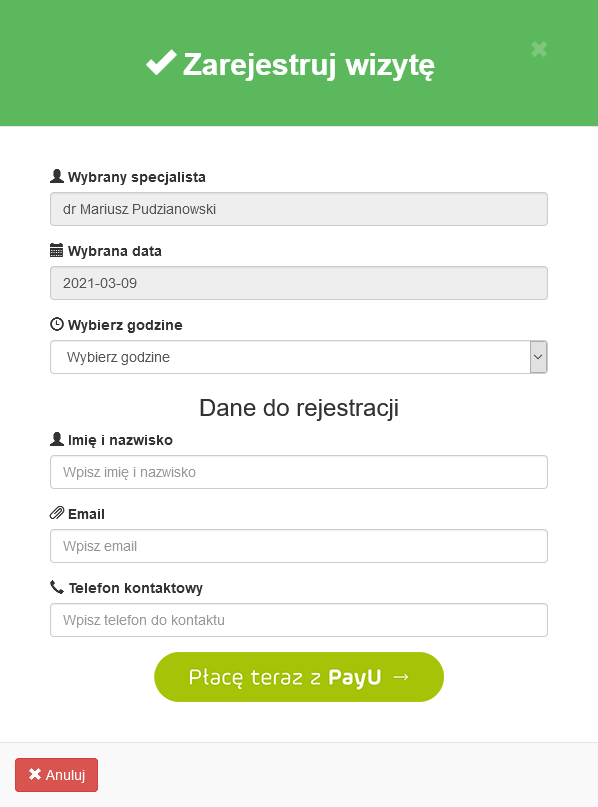 Zarejestruj wizytę
Wybrany specjalista
dr Mariusz Pudzianowski
Wybrana data
2021-03-09
Wybierz godzine
Wybierz godzine
Dane do rejestracji
Imię i nazwisko
Wpisz imię i nazwisko
Email
Wpisz email
Telefon kontaktowy
Wpisz telefon do kontaktu
Płacę teraz z PayU →
Anuluj